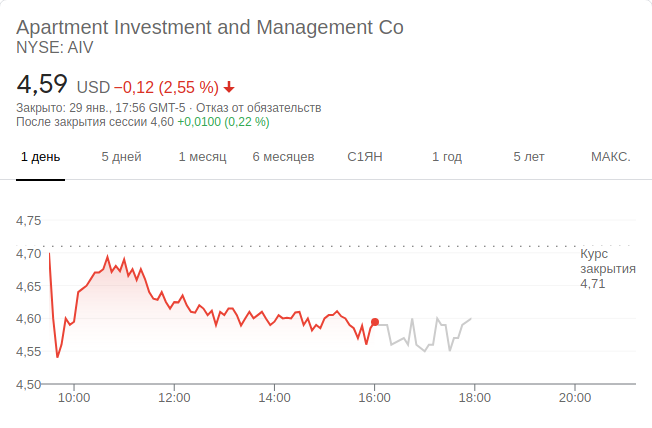 Apartment Investment and Management Co
NYSE: AIV
4,59 USD −0,12 (2,55 %)
Закрыто: 29 янв., 17:56 GMT-5 · Отказ от обязательств
После закрытия сессии 4,60 +0,0100 (0,22 %)
1 день 5 дней 1 месяц 6 месяцев С1ЯН 1 год 5 лет МАКС.
4,75
4,70
4,65
4,60
4,55
4,50
Курс
закрытия
4,71
10:00 12:00 14:00 16:00 18:00 20:00